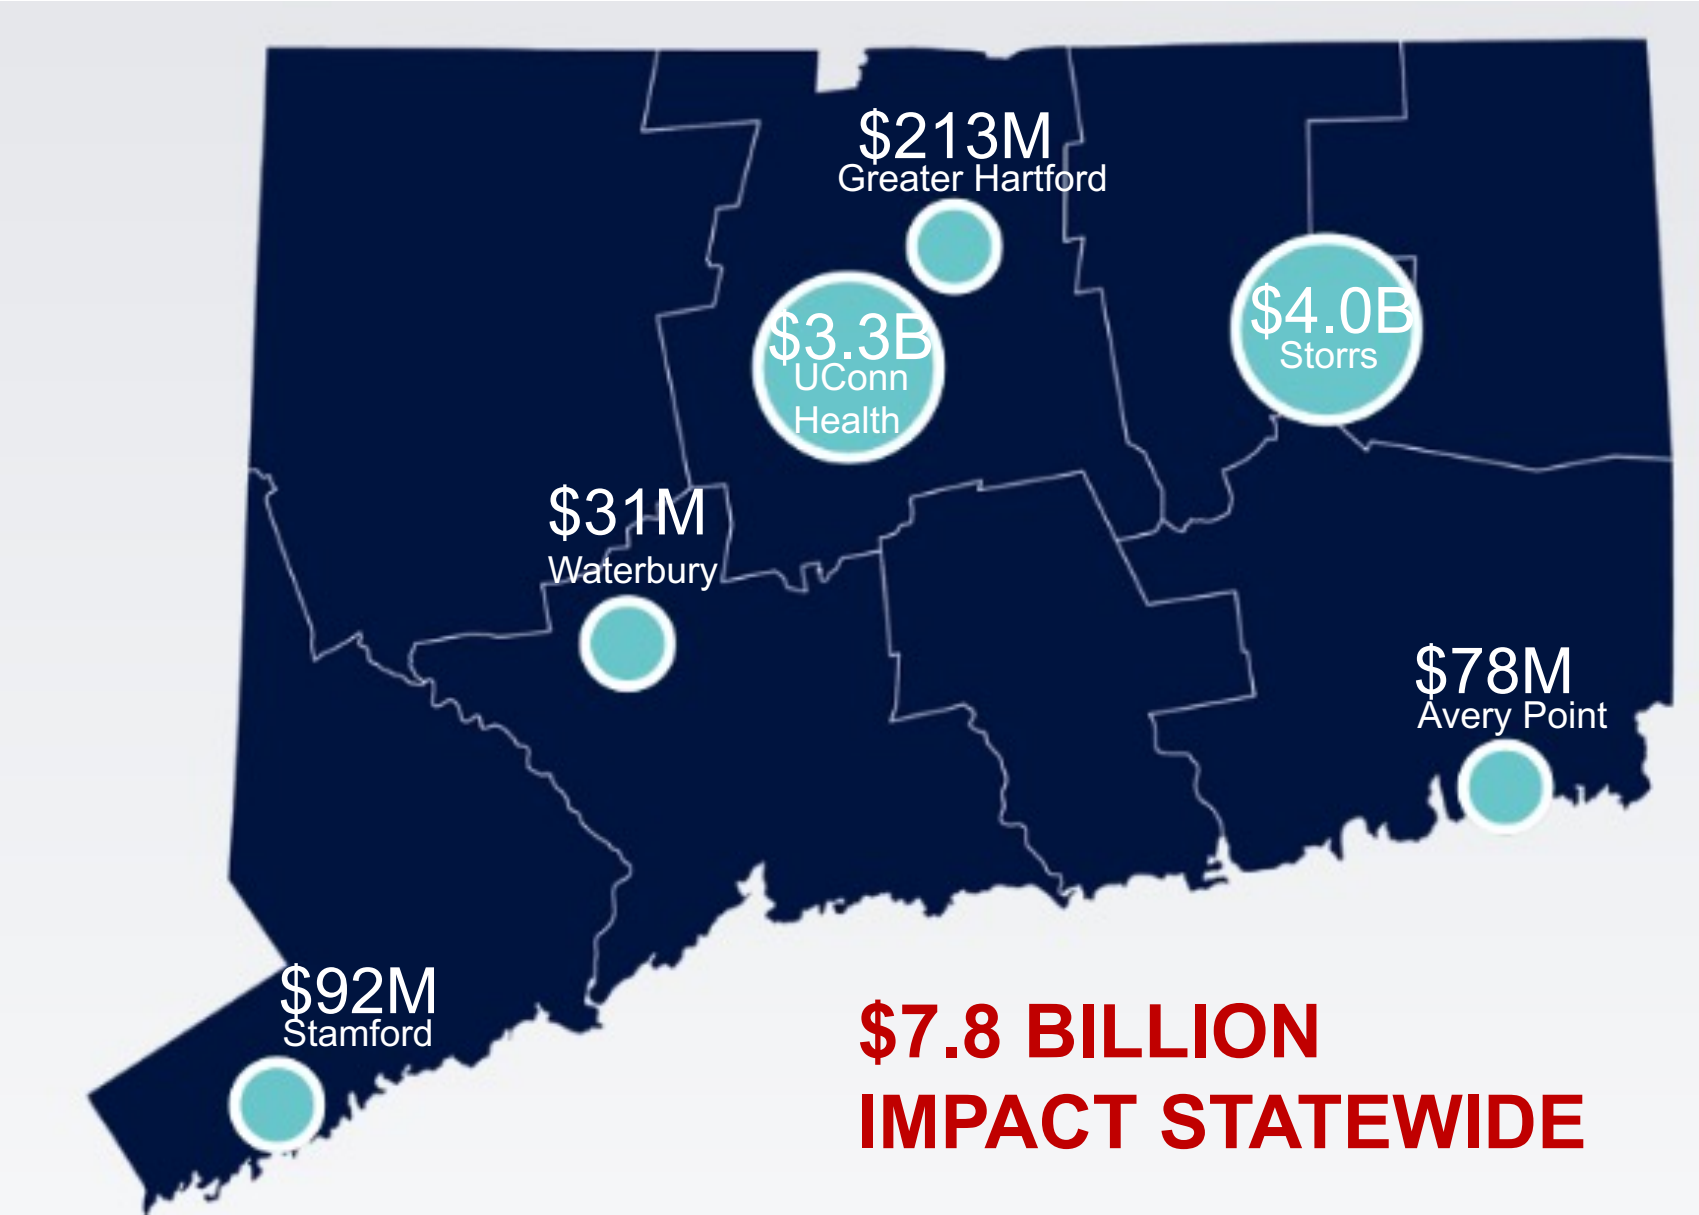 $213M
Greater Hartford
$4.0B
Storrs
$3.3B
UConn
Health
$31M
Waterbury
$78M
Avery Point
$92M
Stamford
$7.8 BILLION
IMPACT STATEWIDE